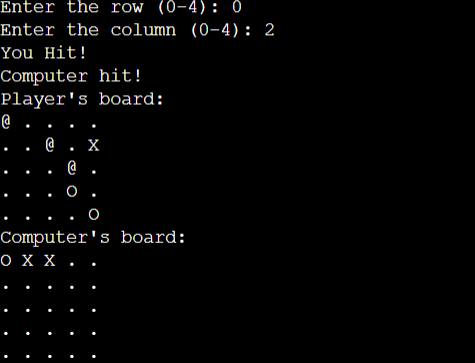 Enter the row (0-4): 0
Enter the column (0-4): 2
You Hit!
Computer hit!
Player's board:
@ . . . .
. . @ . X
. . . @ .
. . . O .
. . . . O
Computer's board:
O X X . .
. . . . .
. . . . .
. . . . .
. . . . .